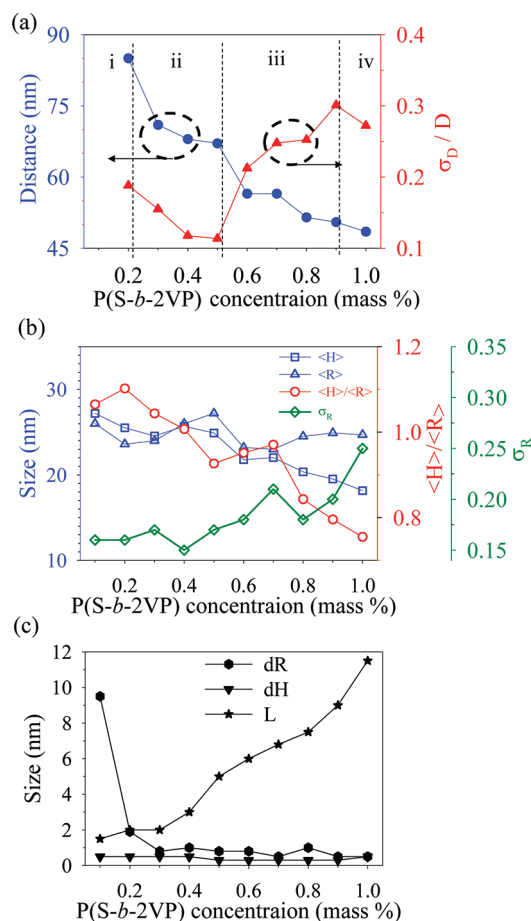 (a)
i ii iii iv
90
75
60
45
Distance (nm)
0.4
0.3
0.2
0.1
σD / D
0.2 0.4 0.6 0.8 1.0
P(S-b-2VP) concentraion (mass %)
(b)
<H>
<R>
<H>/<R>
σR
30
20
10
Size (nm)
1.2
1.0
0.8
<H>/<R>
0.35
0.30
0.25
0.20
0.15
σR
0.2 0.4 0.6 0.8 1.0
P(S-b-2VP) concentraion (mass %)
(c)
dR
dH
L
12
10
8
6
4
2
0
Size (nm)
0.2 0.4 0.6 0.8 1.0
P(S-b-2VP) concentraion (mass %)